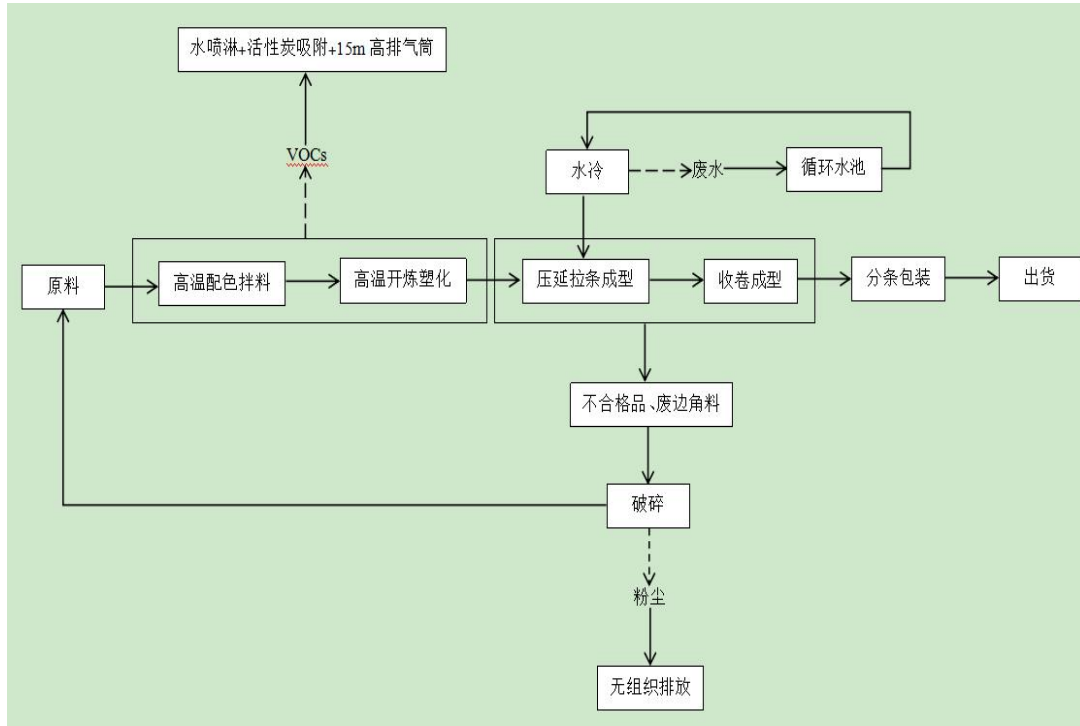 水喷淋+活性炭吸附+15m 高排气筒
VOCs
水冷
废水
循环水池
原料
高温配色拌料
高温开炼塑化
压延拉条成型
收卷成型
分条包装
出货
不合格品、废边角料
破碎
粉尘
无组织排放